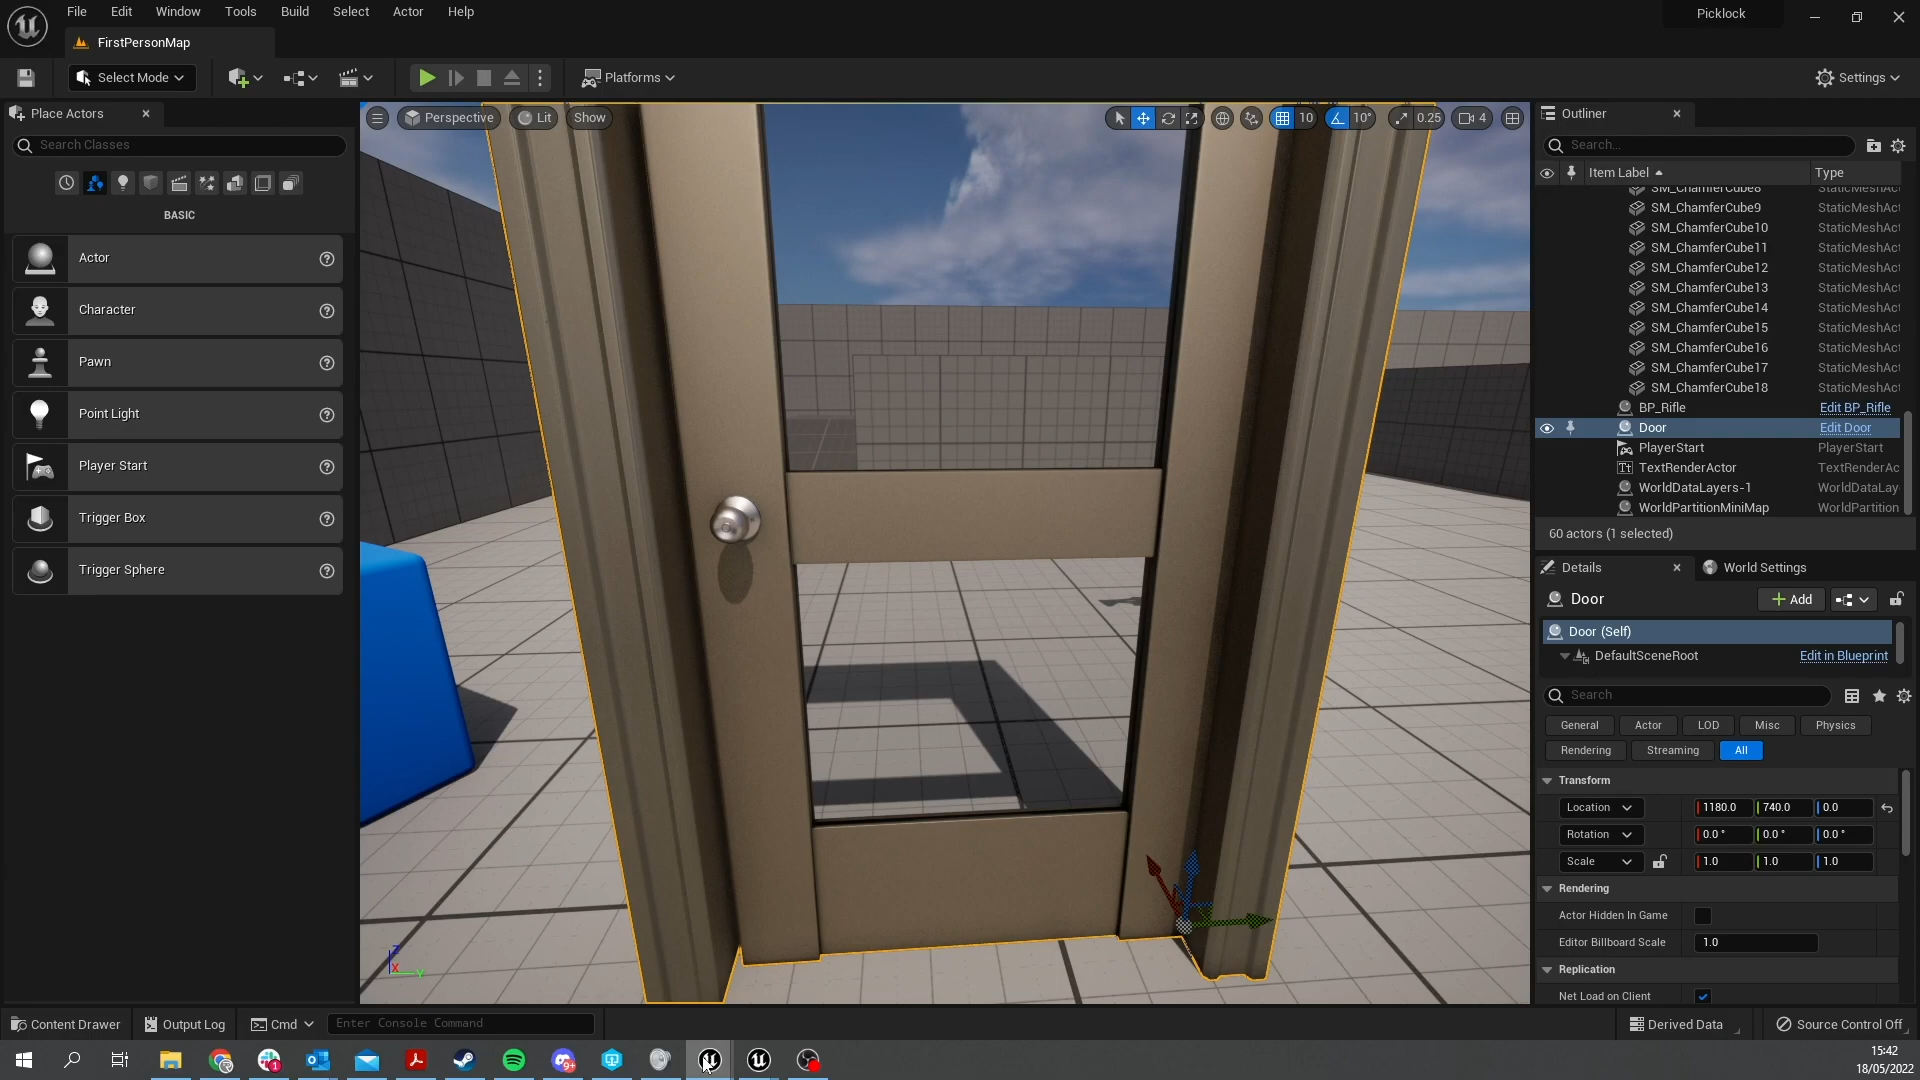 File Edit Window Tools Build Select Actor Help
Picklock
FirstPersonMap
Select Mode
Platforms
Settings
Place Actors
Search Classes
BASIC
Actor
Character
Pawn
Point Light
Player Start
Trigger Box
Trigger Sphere
Perspective Lit Show
10 10° 0.25 4
Outliner
Search...
Item Label Type
SM_ChamferCube8 StaticMeshAct
SM_ChamferCube9 StaticMeshAct
SM_ChamferCube10 StaticMeshAct
SM_ChamferCube11 StaticMeshAct
SM_ChamferCube12 StaticMeshAct
SM_ChamferCube13 StaticMeshAct
SM_ChamferCube14 StaticMeshAct
SM_ChamferCube15 StaticMeshAct
SM_ChamferCube16 StaticMeshAct
SM_ChamferCube17 StaticMeshAct
SM_ChamferCube18 StaticMeshAct
BP_Rifle Edit BP_Rifle
Door Edit Door
PlayerStart PlayerStart
TextRenderActor TextRenderAc
WorldDataLayers-1 WorldDataLay
WorldPartitionMiniMap WorldPartition
60 actors (1 selected)
Details World Settings
Door Add
Door (Self)
DefaultSceneRoot Edit in Blueprint
Search
General Actor LOD Misc Physics
Rendering Streaming All
Transform
Location 1180.0 740.0 0.0
Rotation 0.0 ° 0.0 ° 0.0 °
Scale 1.0 1.0 1.0
Rendering
Actor Hidden In Game
Editor Billboard Scale 1.0
Replication
Net Load on Client
Z
X Y
Content Drawer Output Log Cmd Enter Console Command
Derived Data Source Control Off
9+
1
15:42
18/05/2022